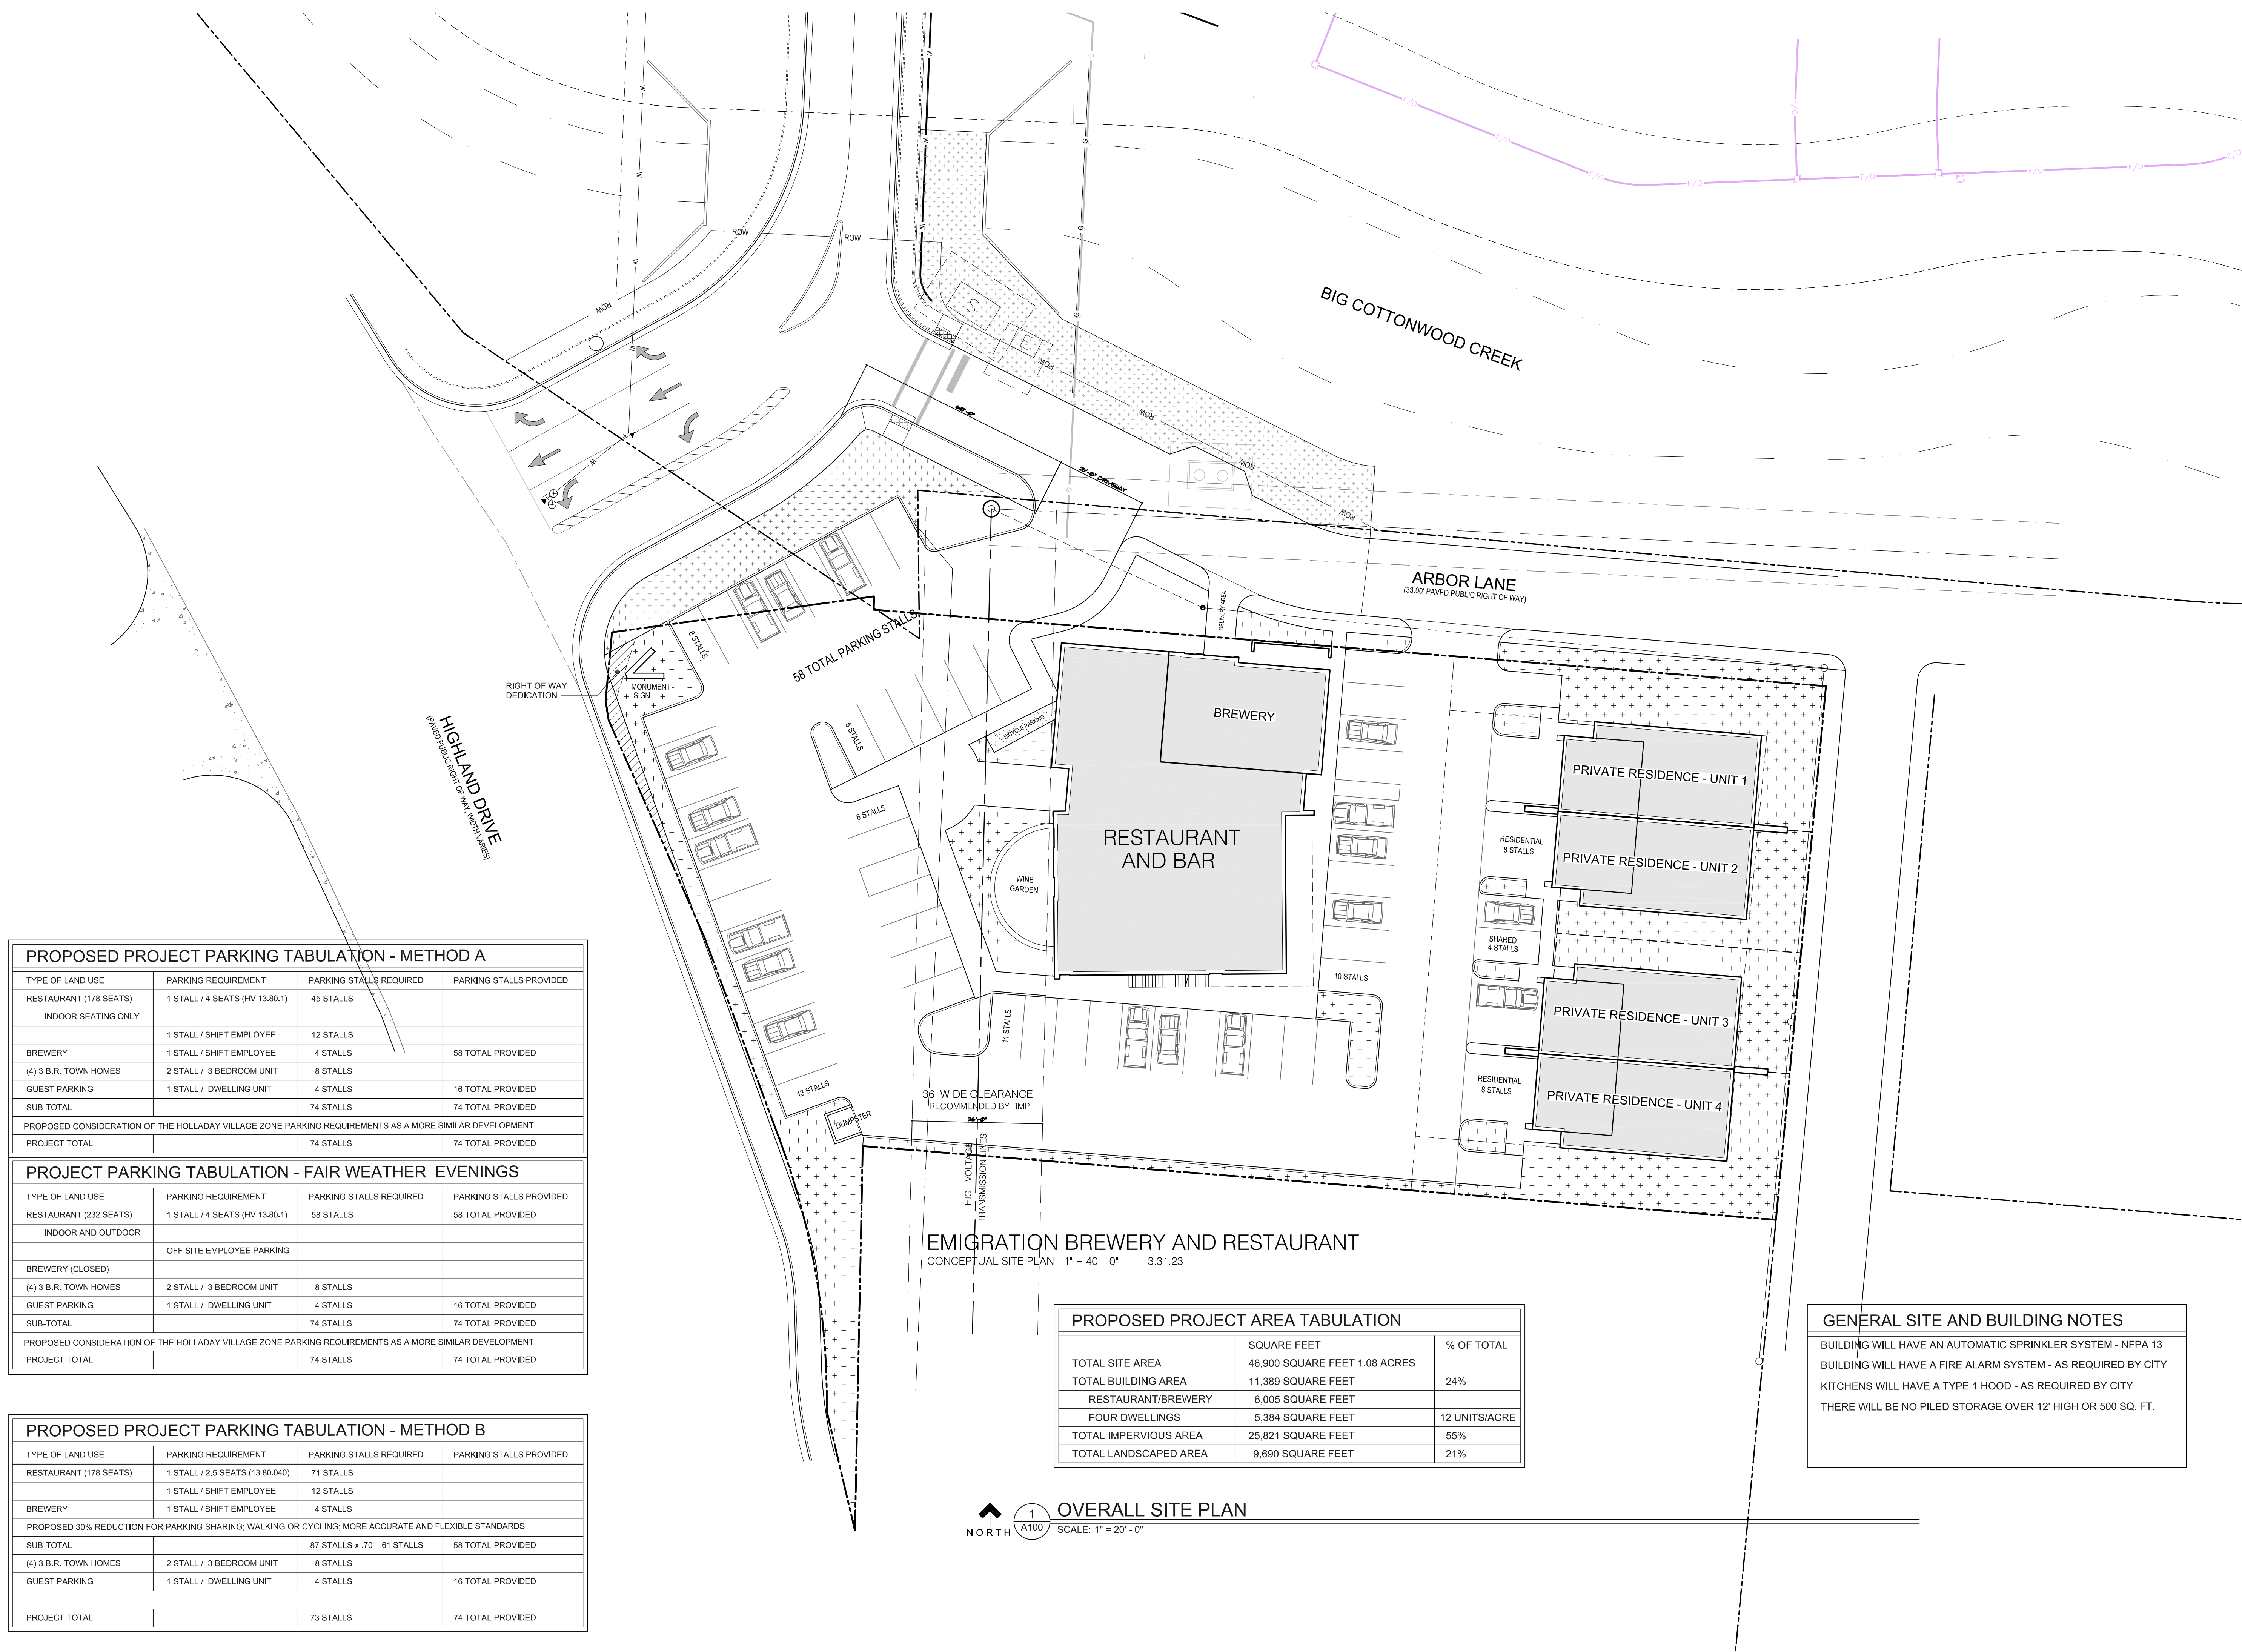 ROW
ROW
ROW
W
W
W
W
W
W
W
W
W
G
G
G
G
S
E
ROW
ROW
ROW
ROW
F/O
F/O
F/O
F/O
F/O
F/O
F/O
F/O
BIG COTTONWOOD CREEK
DRIVEWAY
ARBOR LANE
(33.00' PAVED PUBLIC RIGHT OF WAY)
DELIVERY AREA
58 TOTAL PARKING STALLS
8 STALLS
RIGHT OF WAY
DEDICATION
MONUMENT
SIGN
HIGHLAND DRIVE
(PAVED PUBLIC RIGHT OF WAY, WIDTH VARIES)
6 STALLS
BICYCLE PARKING
6 STALLS
BREWERY
RESTAURANT
AND BAR
WINE
GARDEN
PRIVATE RESIDENCE - UNIT 1
PRIVATE RESIDENCE - UNIT 2
PRIVATE RESIDENCE - UNIT 3
PRIVATE RESIDENCE - UNIT 4
RESIDENTIAL
8 STALLS
SHARED
4 STALLS
RESIDENTIAL
8 STALLS
10 STALLS
11 STALLS
13 STALLS
DUMPSTER
36' WIDE CLEARANCE
RECOMMENDED BY RMP
HIGH VOLTAGE
TRANSMISSION LINES
EMIGRATION BREWERY AND RESTAURANT
CONCEPTUAL SITE PLAN - 1" = 40' - 0" - 3.31.23
PROPOSED PROJECT PARKING TABULATION - METHOD A
TYPE OF LAND USE PARKING REQUIREMENT PARKING STALLS REQUIRED PARKING STALLS PROVIDED
RESTAURANT (178 SEATS) 1 STALL / 4 SEATS (HV 13.80.1) 45 STALLS
INDOOR SEATING ONLY
1 STALL / SHIFT EMPLOYEE 12 STALLS
BREWERY 1 STALL / SHIFT EMPLOYEE 4 STALLS 58 TOTAL PROVIDED
(4) 3 B.R. TOWN HOMES 2 STALL / 3 BEDROOM UNIT 8 STALLS
GUEST PARKING 1 STALL / DWELLING UNIT 4 STALLS 16 TOTAL PROVIDED
SUB-TOTAL 74 STALLS 74 TOTAL PROVIDED
PROPOSED CONSIDERATION OF THE HOLLADAY VILLAGE ZONE PARKING REQUIREMENTS AS A MORE SIMILAR DEVELOPMENT
PROJECT TOTAL 74 STALLS 74 TOTAL PROVIDED
PROJECT PARKING TABULATION - FAIR WEATHER EVENINGS
TYPE OF LAND USE PARKING REQUIREMENT PARKING STALLS REQUIRED PARKING STALLS PROVIDED
RESTAURANT (232 SEATS) 1 STALL / 4 SEATS (HV 13.80.1) 58 STALLS 58 TOTAL PROVIDED
INDOOR AND OUTDOOR
OFF SITE EMPLOYEE PARKING
BREWERY (CLOSED)
(4) 3 B.R. TOWN HOMES 2 STALL / 3 BEDROOM UNIT 8 STALLS
GUEST PARKING 1 STALL / DWELLING UNIT 4 STALLS 16 TOTAL PROVIDED
SUB-TOTAL 74 STALLS 74 TOTAL PROVIDED
PROPOSED CONSIDERATION OF THE HOLLADAY VILLAGE ZONE PARKING REQUIREMENTS AS A MORE SIMILAR DEVELOPMENT
PROJECT TOTAL 74 STALLS 74 TOTAL PROVIDED
PROPOSED PROJECT PARKING TABULATION - METHOD B
TYPE OF LAND USE PARKING REQUIREMENT PARKING STALLS REQUIRED PARKING STALLS PROVIDED
RESTAURANT (178 SEATS) 1 STALL / 2.5 SEATS (13.80.040) 71 STALLS
1 STALL / SHIFT EMPLOYEE 12 STALLS
BREWERY 1 STALL / SHIFT EMPLOYEE 4 STALLS
PROPOSED 30% REDUCTION FOR PARKING SHARING; WALKING OR CYCLING; MORE ACCURATE AND FLEXIBLE STANDARDS
SUB-TOTAL 87 STALLS x .70 = 61 STALLS 58 TOTAL PROVIDED
(4) 3 B.R. TOWN HOMES 2 STALL / 3 BEDROOM UNIT 8 STALLS
GUEST PARKING 1 STALL / DWELLING UNIT 4 STALLS 16 TOTAL PROVIDED
PROJECT TOTAL 73 STALLS 74 TOTAL PROVIDED
PROPOSED PROJECT AREA TABULATION
SQUARE FEET % OF TOTAL
TOTAL SITE AREA 46,900 SQUARE FEET 1.08 ACRES
TOTAL BUILDING AREA 11,389 SQUARE FEET 24%
RESTAURANT/BREWERY 6,005 SQUARE FEET
FOUR DWELLINGS 5,384 SQUARE FEET 12 UNITS/ACRE
TOTAL IMPERVIOUS AREA 25,821 SQUARE FEET 55%
TOTAL LANDSCAPED AREA 9,690 SQUARE FEET 21%
GENERAL SITE AND BUILDING NOTES
BUILDING WILL HAVE AN AUTOMATIC SPRINKLER SYSTEM - NFPA 13
BUILDING WILL HAVE A FIRE ALARM SYSTEM - AS REQUIRED BY CITY
KITCHENS WILL HAVE A TYPE 1 HOOD - AS REQUIRED BY CITY
THERE WILL BE NO PILED STORAGE OVER 12' HIGH OR 500 SQ. FT.
NORTH
1
A100
OVERALL SITE PLAN
SCALE: 1" = 20' - 0"